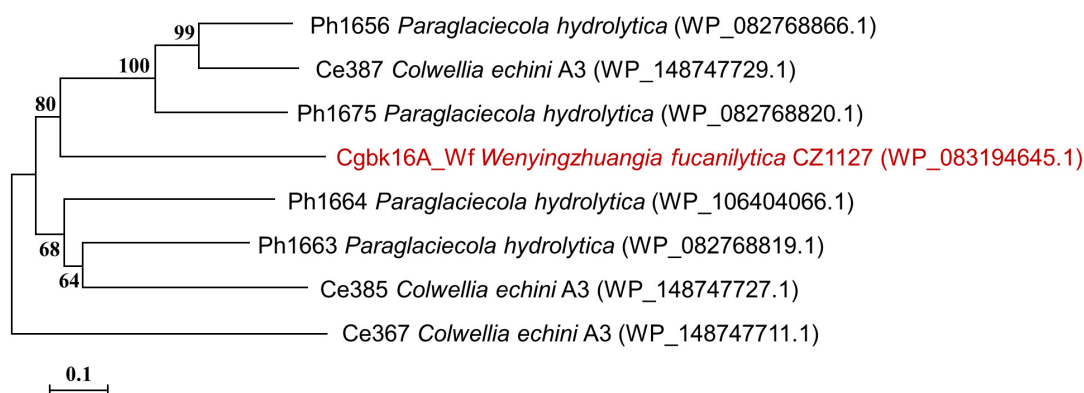 99 Ph1656 Paraglaciecola hydrolytica (WP_082768866.1)
100 Ce387 Colwellia echini A3 (WP_148747729.1)
80 Ph1675 Paraglaciecola hydrolytica (WP_082768820.1)
Cgbk16A_Wf Wenyingzhuangia fucanilytica CZ1127 (WP_083194645.1)
Ph1664 Paraglaciecola hydrolytica (WP_106404066.1)
68 Ph1663 Paraglaciecola hydrolytica (WP_082768819.1)
64 Ce385 Colwellia echini A3 (WP_148747727.1)
Ce367 Colwellia echini A3 (WP_148747711.1)
0.1